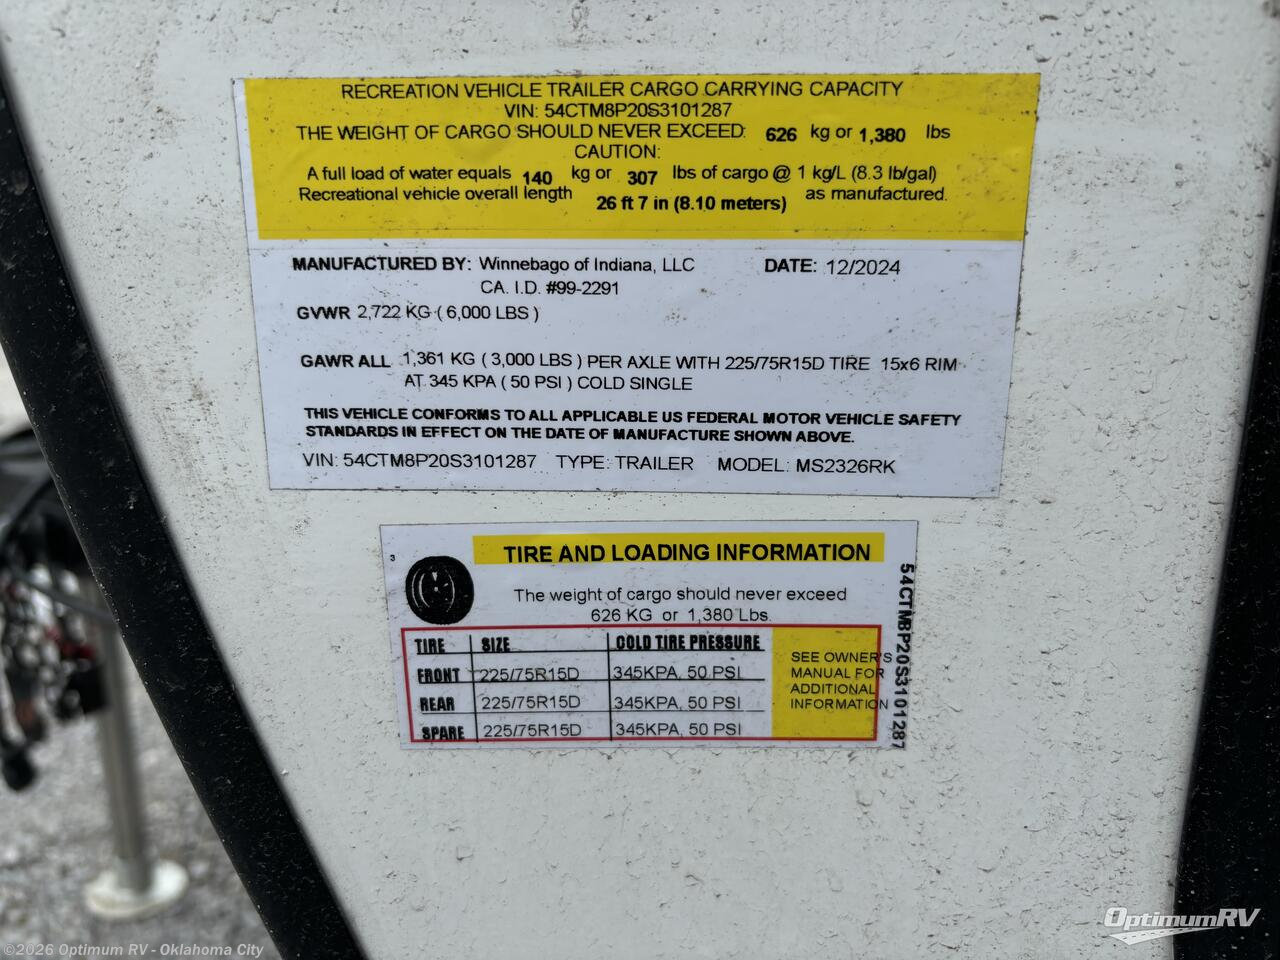 RECREATION VEHICLE TRAILER CARGO CARRYING CAPACITY
VIN: 54CTM8P20S3101287
THE WEIGHT OF CARGO SHOULD NEVER EXCEED: 626 kg or 1,380 lbs
CAUTION:
A full load of water equals 140 kg or 307 lbs of cargo @ 1 kg/L (8.3 lb/gal)
Recreational vehicle overall length 26 ft 7 in (8.10 meters) as manufactured.
MANUFACTURED BY: Winnebago of Indiana, LLC DATE: 12/2024
CA. I.D. #99-2291
GVWR 2,722 KG ( 6,000 LBS )
GAWR ALL 1,361 KG ( 3,000 LBS ) PER AXLE WITH 225/75R15D TIRE 15x6 RIM
AT 345 KPA ( 50 PSI ) COLD SINGLE
THIS VEHICLE CONFORMS TO ALL APPLICABLE US FEDERAL MOTOR VEHICLE SAFETY
STANDARDS IN EFFECT ON THE DATE OF MANUFACTURE SHOWN ABOVE.
VIN: 54CTM8P20S3101287 TYPE: TRAILER MODEL: MS2326RK
3
TIRE AND LOADING INFORMATION
The weight of cargo should never exceed
626 KG or 1,380 Lbs.
TIRE SIZE COLD TIRE PRESSURE
FRONT 225/75R15D 345KPA, 50 PSI
REAR 225/75R15D 345KPA, 50 PSI
SPARE 225/75R15D 345KPA, 50 PSI
SEE OWNER'S
MANUAL FOR
ADDITIONAL
INFORMATION
54CTM8P20S3101287
OptimumRV
©2026 Optimum RV - Oklahoma City